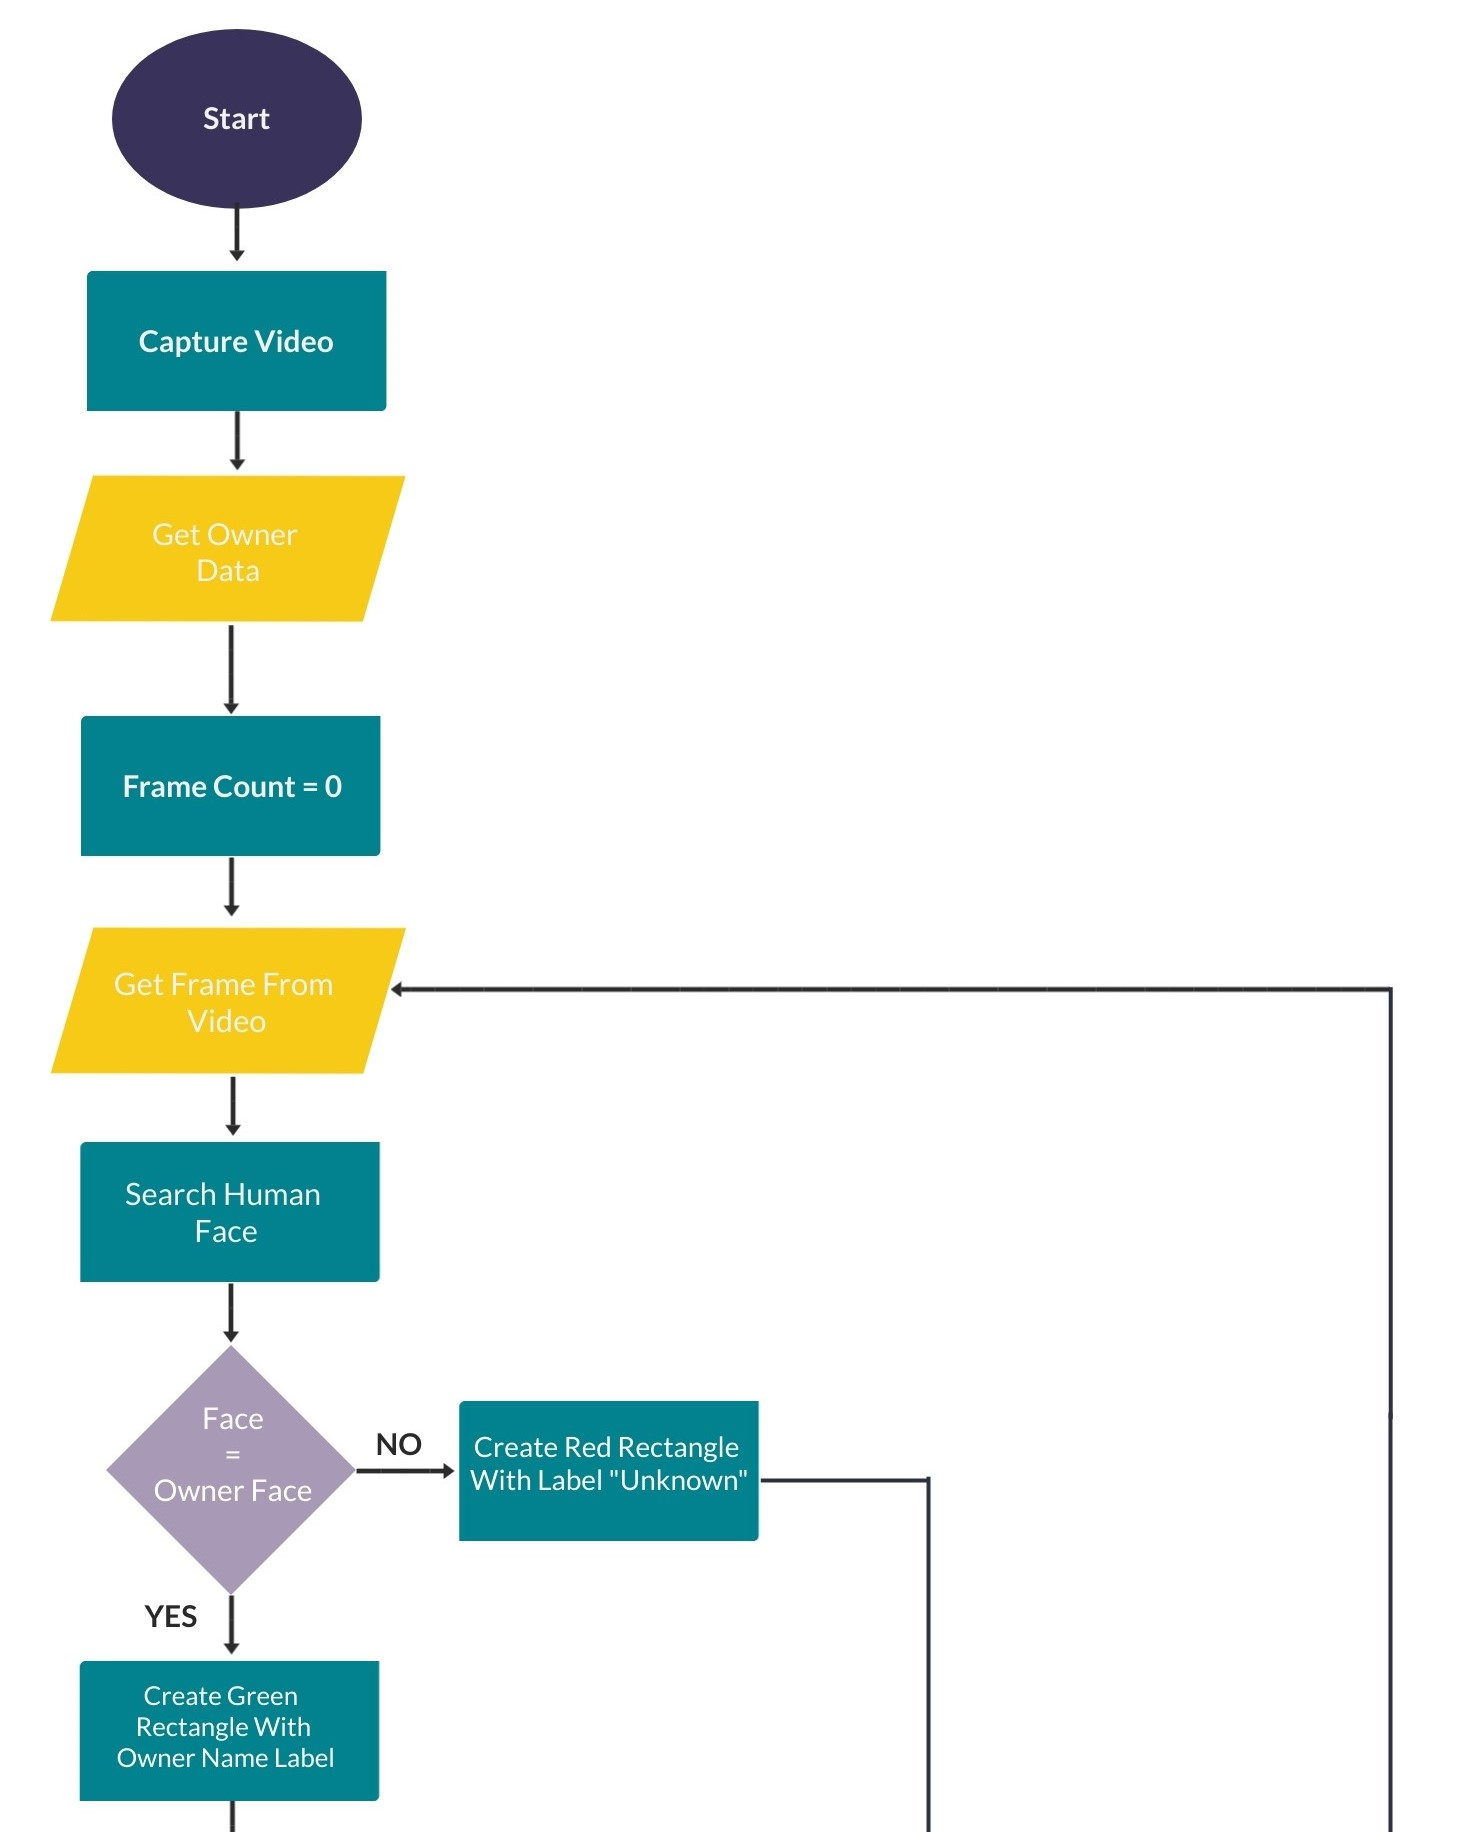 Start
Capture Video
Get Owner
Data
Frame Count = 0
Get Frame From
Video
Search Human
Face
Face
=
Owner Face
NO
Create Red Rectangle
With Label "Unknown"
YES
Create Green
Rectangle With
Owner Name Label